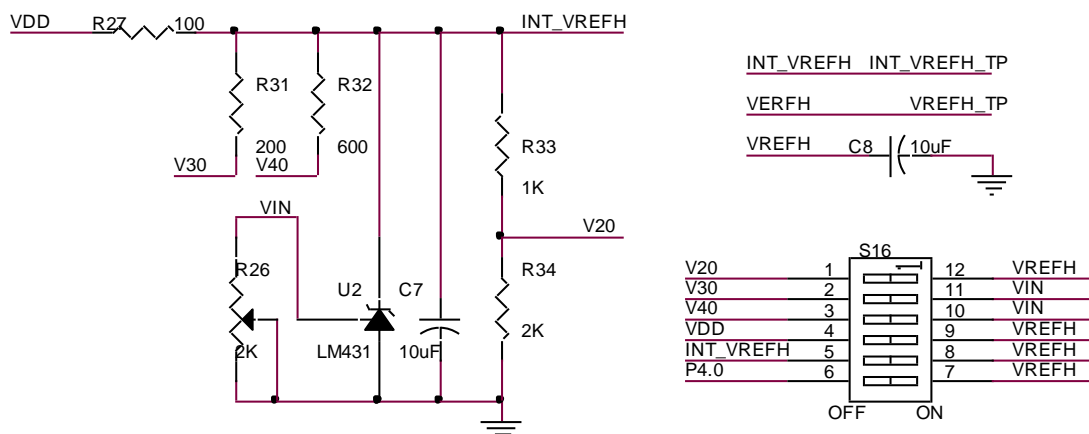 VDD
R27
100
INT_VREFH
R31
R32
200
600
V30
V40
R33
1K
VIN
V20
R26
2K
U2
LM431
C7
10uF
R34
2K
INT_VREFH
INT_VREFH_TP
VERFH
VREFH_TP
VREFH
C8
10uF
S16
V20 1 12 VREFH
V30 2 11 VIN
V40 3 10 VIN
VDD 4 9 VREFH
INT_VREFH 5 8 VREFH
P4.0 6 7 VREFH
OFF ON